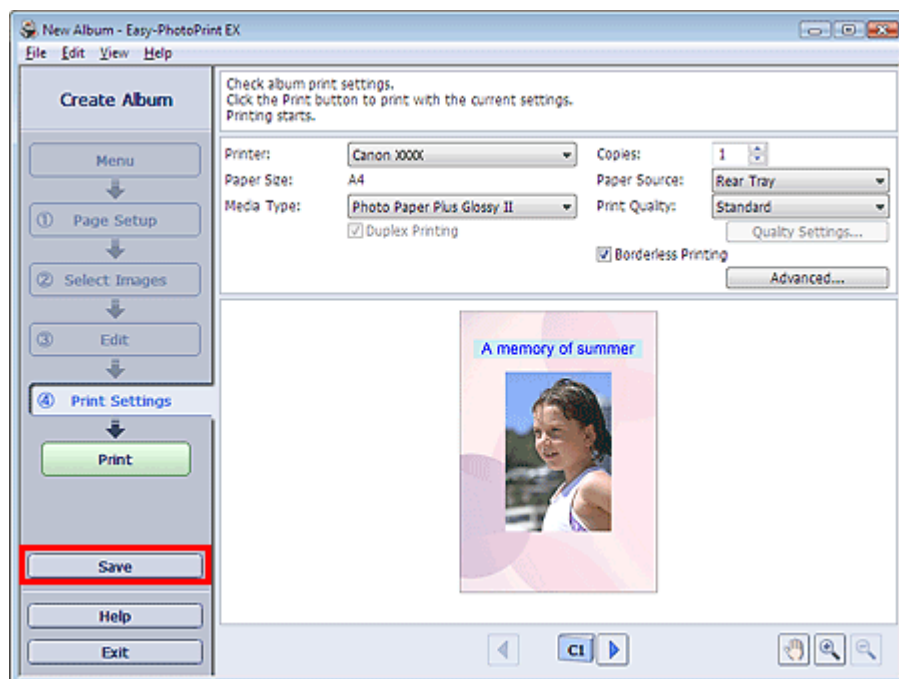 New Album - Easy-PhotoPrint EX
File Edit View Help
Create Album
Menu
① Page Setup
② Select Images
③ Edit
④ Print Settings
Print
Save
Help
Exit
Check album print settings.
Click the Print button to print with the current settings.
Printing starts.
Printer: Canon XXXX Copies: 1
Paper Size: A4 Paper Source: Rear Tray
Media Type: Photo Paper Plus Glossy II Print Quality: Standard
Duplex Printing Quality Settings...
Borderless Printing
Advanced...
A memory of summer
C1